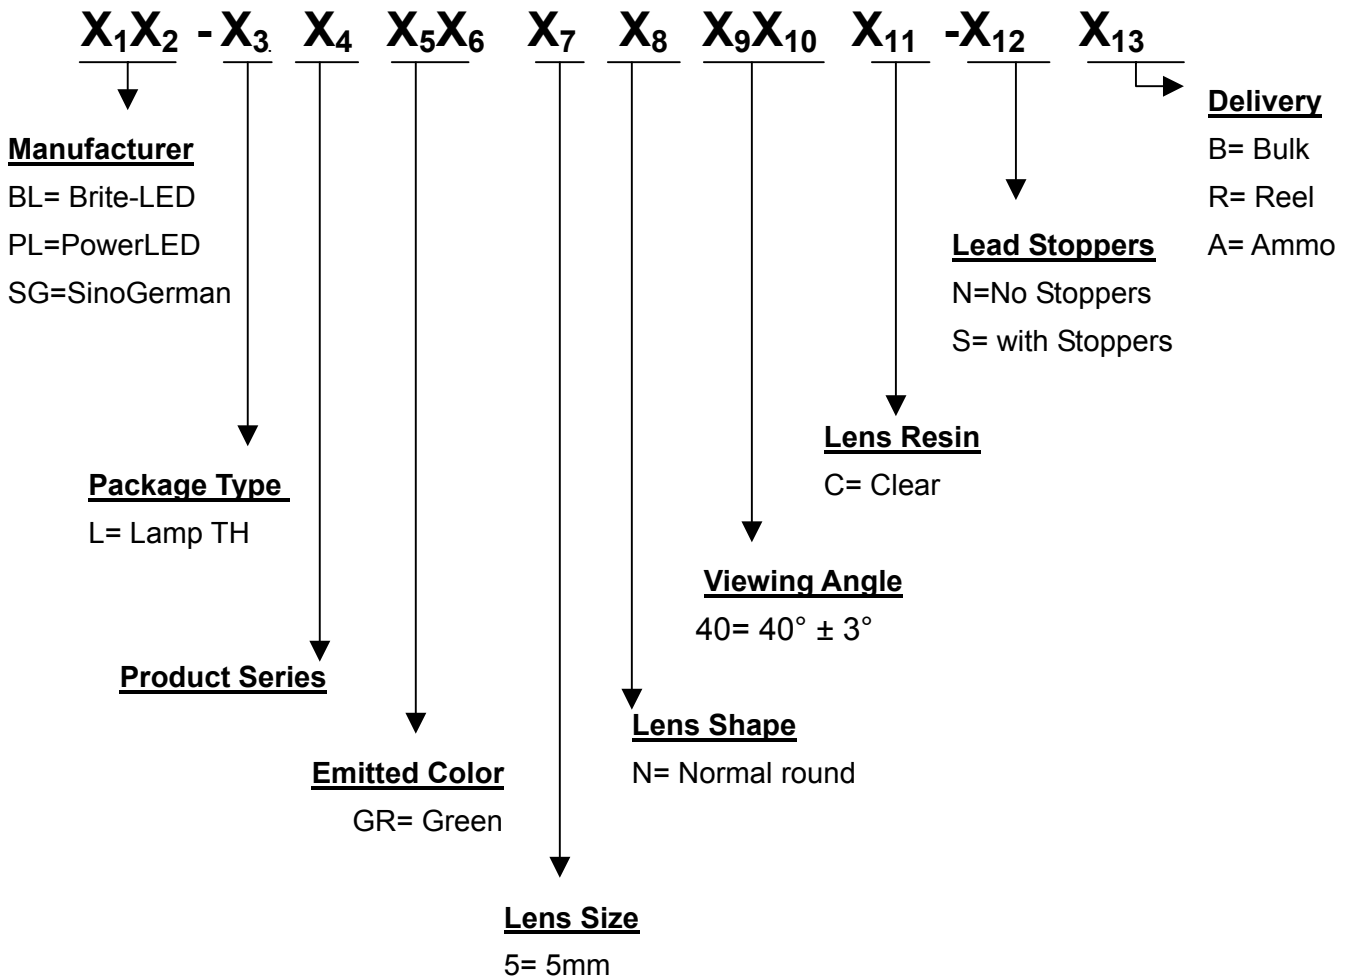 X1X2 - X3 X4 X5X6 X7 X8 X9X10 X11 -X12 X13
Delivery
B= Bulk
R= Reel
A= Ammo
Manufacturer
BL= Brite-LED
PL=PowerLED
SG=SinoGerman
Lead Stoppers
N=No Stoppers
S= with Stoppers
Lens Resin
C= Clear
Package Type
L= Lamp TH
Viewing Angle
40= 40° ± 3°
Product Series
Lens Shape
N= Normal round
Emitted Color
GR= Green
Lens Size
5= 5mm